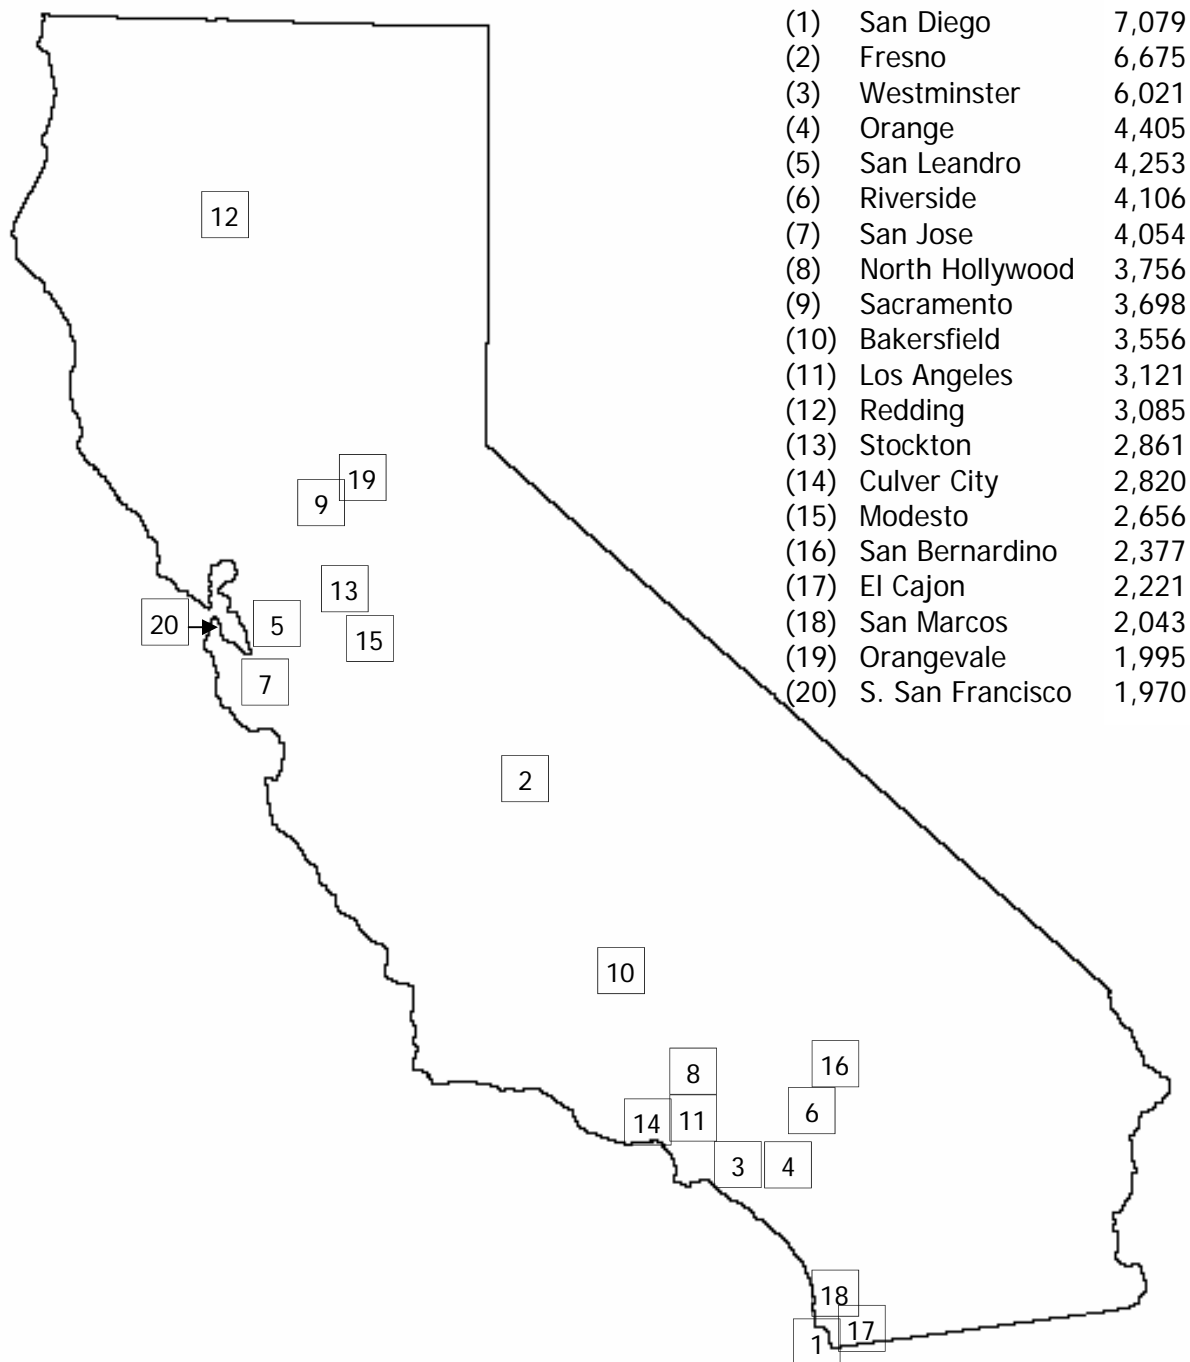 (1) San Diego 7,079
(2) Fresno 6,675
(3) Westminster 6,021
(4) Orange 4,405
(5) San Leandro 4,253
(6) Riverside 4,106
(7) San Jose 4,054
(8) North Hollywood 3,756
(9) Sacramento 3,698
(10) Bakersfield 3,556
(11) Los Angeles 3,121
(12) Redding 3,085
(13) Stockton 2,861
(14) Culver City 2,820
(15) Modesto 2,656
(16) San Bernardino 2,377
(17) El Cajon 2,221
(18) San Marcos 2,043
(19) Orangevale 1,995
(20) S. San Francisco 1,970
12
19
9
13
20
5
15
7
2
10
16
8
6
14
11
3
4
18
17
1